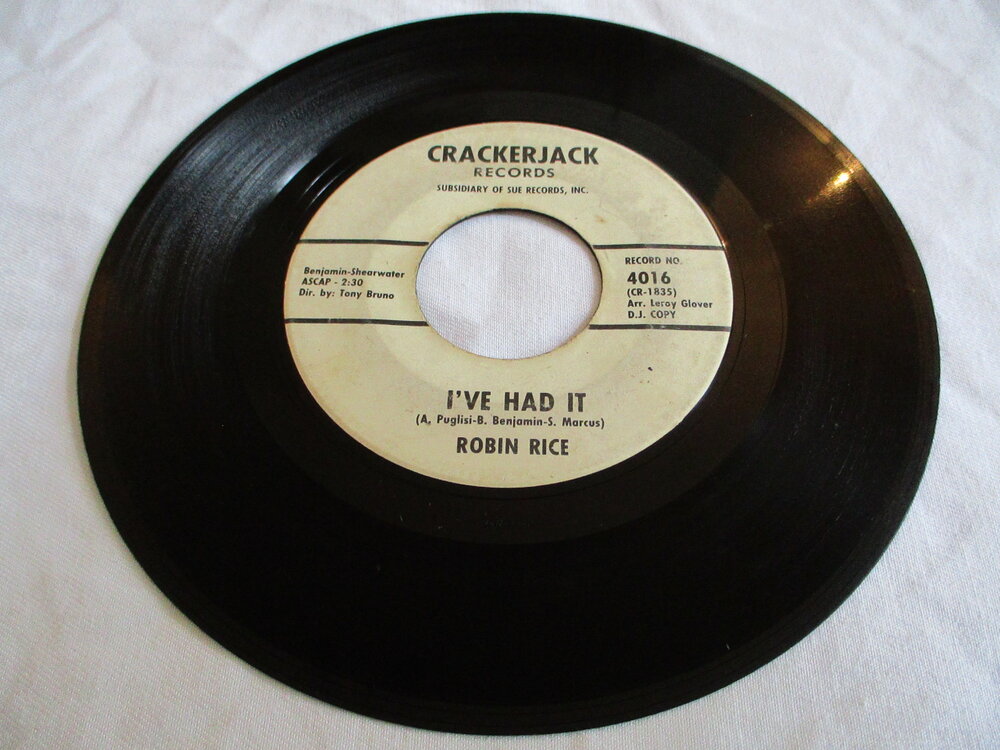 CRACKERJACK
RECORDS
SUBSIDIARY OF SUE RECORDS, INC.
Benjamin-Shearwater
ASCAP - 2:30
Dir. by: Tony Bruno
RECORD NO.
4016
(CR-1835)
Arr. Leroy Glover
D.J. COPY
I'VE HAD IT
(A. Puglisi-B. Benjamin-S. Marcus)
ROBIN RICE